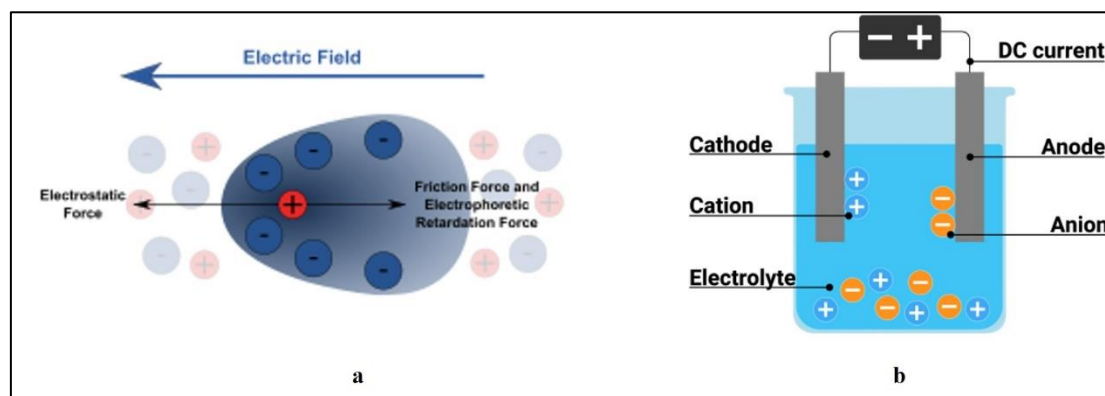 Electric Field
Electrostatic
Force
Friction Force and
Electrophoretic
Retardation Force
a
DC current
Cathode
Anode
Cation
Anion
Electrolyte
b